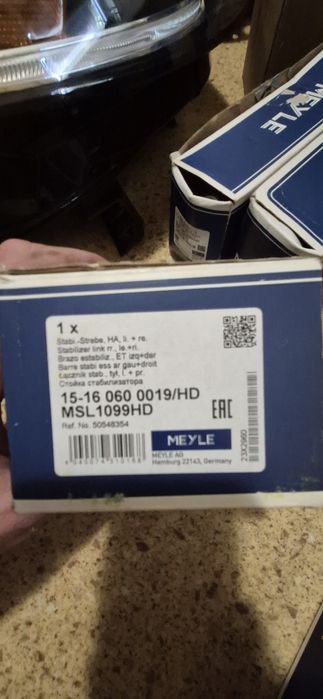 MEYLE
1 x
Stabi.-Strebe, HA, li. + re.
Stabilizer link rr., le.+ri.
Brazo estabiliz., ET izq+der
Barre stabi ess ar gau+droit
Łącznik stab., tył, l. + pr.
Стойка стабилизатора
15-16 060 0019/HD
MSL1099HD
Ref. No. 50548354
EAC
MEYLE
MEYLE AG
Hamburg 22143, Germany
23X2960